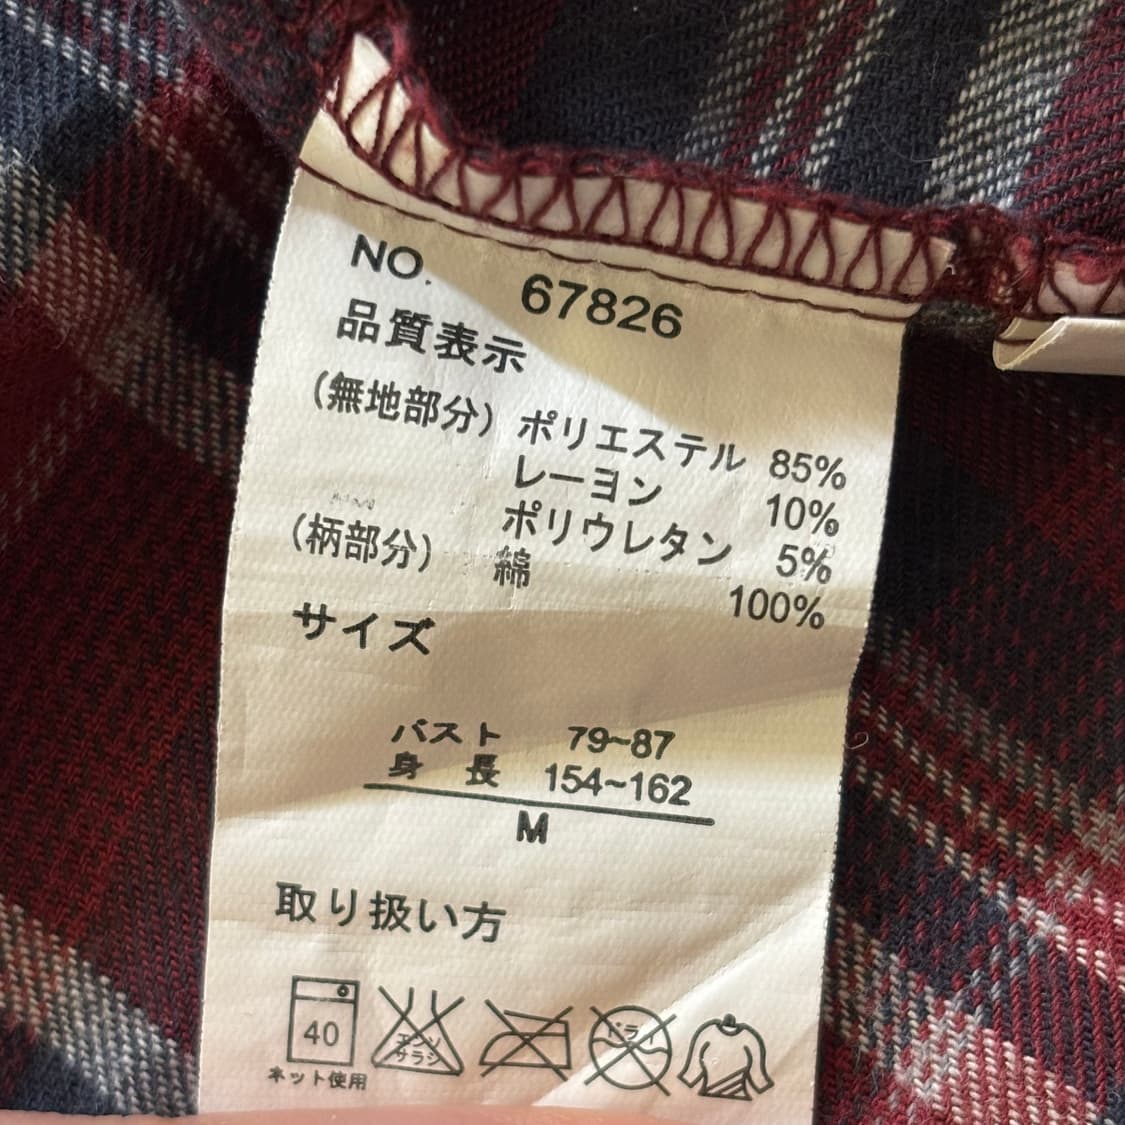 NO. 67826
品質表示
(無地部分) ポリエステル 85%
レーヨン 10%
ポリウレタン 5%
(柄部分) 綿 100%
サイズ
バスト 79~87
身 長 154~162
M
取り扱い方
40 エンソサラシ ドライ
ネット使用